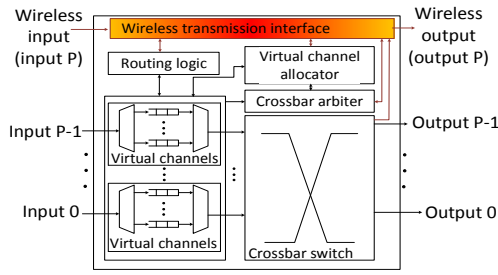 Wireless
input
(input P)
Wireless transmission interface
Wireless
output
(output P)
Routing logic
Virtual channel
allocator
Crossbar arbiter
Input P-1
Virtual channels
Output P-1
Input 0
Virtual channels
Output 0
Crossbar switch